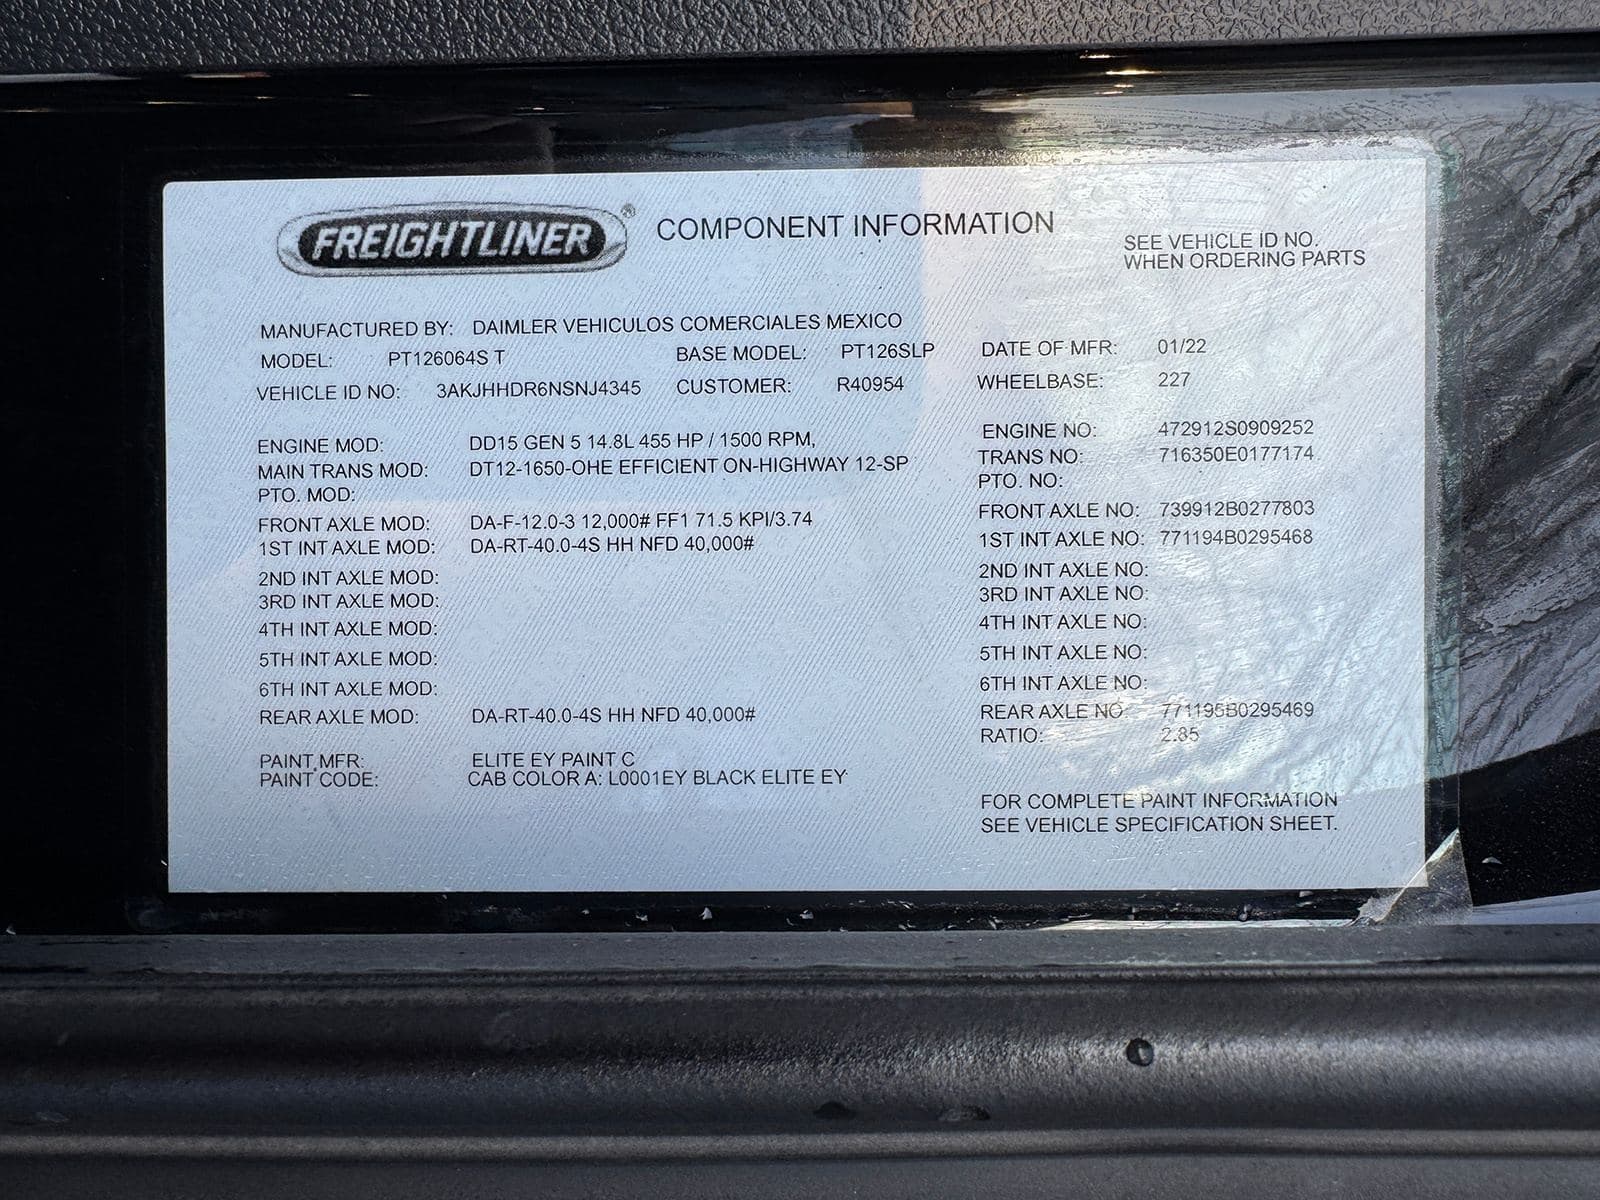 FREIGHTLINER® COMPONENT INFORMATION
SEE VEHICLE ID NO.
WHEN ORDERING PARTS
MANUFACTURED BY: DAIMLER VEHICULOS COMERCIALES MEXICO
MODEL: PT126064S T BASE MODEL: PT126SLP DATE OF MFR: 01/22
VEHICLE ID NO: 3AKJHHDR6NSNJ4345 CUSTOMER: R40954 WHEELBASE: 227
ENGINE MOD: DD15 GEN 5 14.8L 455 HP / 1500 RPM, ENGINE NO: 472912S0909252
MAIN TRANS MOD: DT12-1650-OHE EFFICIENT ON-HIGHWAY 12-SP TRANS NO: 716350E0177174
PTO. MOD: PTO. NO:
FRONT AXLE MOD: DA-F-12.0-3 12,000# FF1 71.5 KPI/3.74 FRONT AXLE NO: 739912B0277803
1ST INT AXLE MOD: DA-RT-40.0-4S HH NFD 40,000# 1ST INT AXLE NO: 771194B0295468
2ND INT AXLE MOD: 2ND INT AXLE NO:
3RD INT AXLE MOD: 3RD INT AXLE NO:
4TH INT AXLE MOD: 4TH INT AXLE NO:
5TH INT AXLE MOD: 5TH INT AXLE NO:
6TH INT AXLE MOD: 6TH INT AXLE NO:
REAR AXLE MOD: DA-RT-40.0-4S HH NFD 40,000# REAR AXLE NO: 771195B0295469
RATIO: 2.85
PAINT MFR: ELITE EY PAINT C
PAINT CODE: CAB COLOR A: L0001EY BLACK ELITE EY
FOR COMPLETE PAINT INFORMATION
SEE VEHICLE SPECIFICATION SHEET.